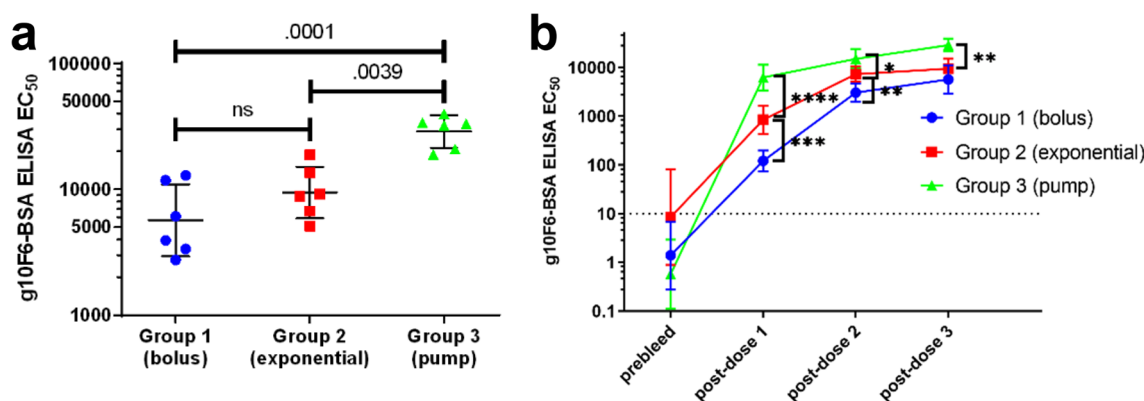 a
.0001
.0039
ns
g10F6-BSA ELISA EC50
100000
50000
10000
5000
1000
Group 1
(bolus)
Group 2
(exponential)
Group 3
(pump)
b
g10F6-BSA ELISA EC50
10000
1000
100
10
1
0.1
**
*
**
****
***
Group 1 (bolus)
Group 2 (exponential)
Group 3 (pump)
prebleed
post-dose 1
post-dose 2
post-dose 3